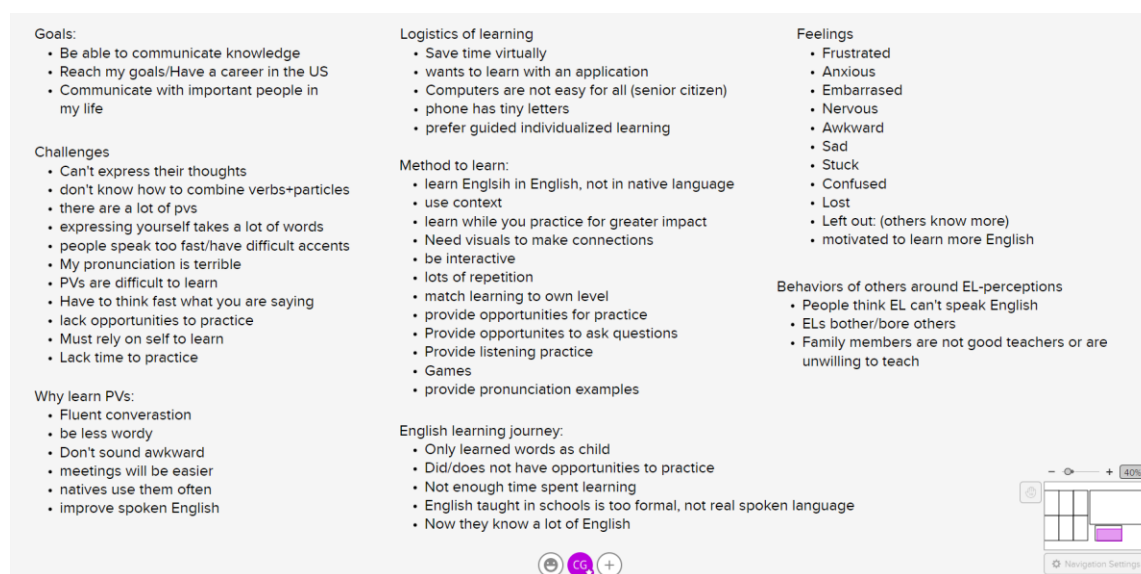 Goals:
• Be able to communicate knowledge
• Reach my goals/Have a career in the US
• Communicate with important people in
my life
Challenges
• Can't express their thoughts
• don't know how to combine verbs+particles
• there are a lot of pvs
• expressing yourself takes a lot of words
• people speak too fast/have difficult accents
• My pronunciation is terrible
• PVs are difficult to learn
• Have to think fast what you are saying
• lack opportunities to practice
• Must rely on self to learn
• Lack time to practice
Why learn PVs:
• Fluent converastion
• be less wordy
• Don't sound awkward
• meetings will be easier
• natives use them often
• improve spoken English
Logistics of learning
• Save time virtually
• wants to learn with an application
• Computers are not easy for all (senior citizen)
• phone has tiny letters
• prefer guided individualized learning
Method to learn:
• learn Englsih in English, not in native language
• use context
• learn while you practice for greater impact
• Need visuals to make connections
• be interactive
• lots of repetition
• match learning to own level
• provide opportunities for practice
• Provide opportunites to ask questions
• Provide listening practice
• Games
• provide pronunciation examples
English learning journey:
• Only learned words as child
• Did/does not have opportunities to practice
• Not enough time spent learning
• English taught in schools is too formal, not real spoken language
• Now they know a lot of English
Feelings
• Frustrated
• Anxious
• Embarrased
• Nervous
• Awkward
• Sad
• Stuck
• Confused
• Lost
• Left out: (others know more)
• motivated to learn more English
Behaviors of others around EL-perceptions
• People think EL can't speak English
• ELs bother/bore others
• Family members are not good teachers or are
unwilling to teach
40%
Navigation Settings
CG